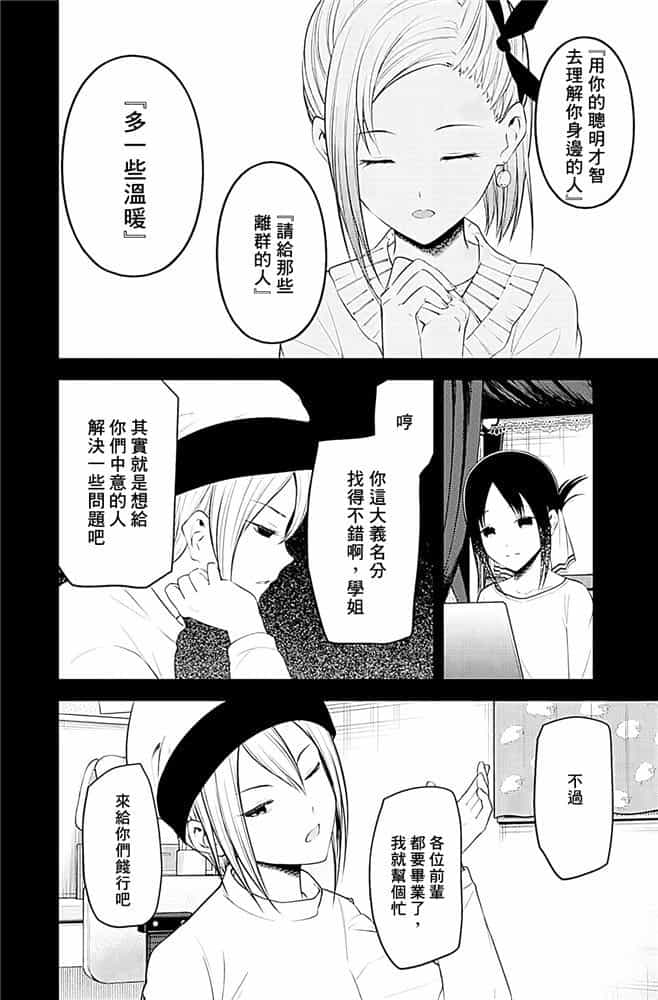 『用你的聰明才智
去理解你身邊的人』
『請給那些
離群的人』
『多一些溫暖』
哼
你這大義名分
找得不錯啊，學姐
其實就是想給
你們中意的人
解決一些問題吧
不過
各位前輩
都要畢業了，
我就幫個忙
來給你們餞行吧